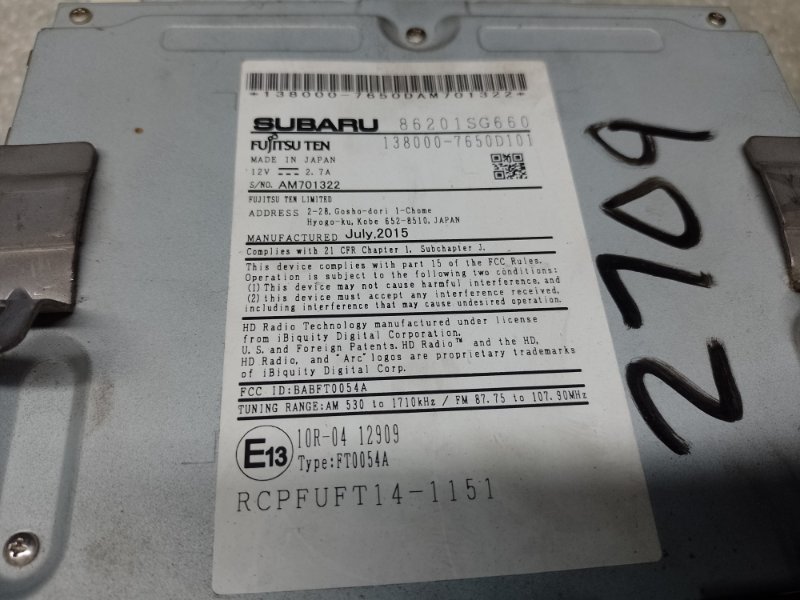 *138000-7650DAM701322*
SUBARU 86201SG660
FUJITSU TEN 138000-7650D101
MADE IN JAPAN
12V 2.7A
S/NO. AM701322
FUJITSU TEN LIMITED
ADDRESS 2-28, Gosho-dori 1-Chome
Hyogo-ku, Kobe 652-8510, JAPAN
MANUFACTURED July,2015
Complies with 21 CFR Chapter 1, Subchapter J.
This device complies with part 15 of the FCC Rules.
Operation is subject to the following two conditions:
(1) This device may not cause harmful interference, and
(2) this device must accept any interference received,
including interference that may cause undesired operation.
HD Radio Technology manufactured under license
from iBiquity Digital Corporation.
U.S. and Foreign Patents. HD Radio™ and the HD,
HD Radio, and "Arc" logos are proprietary trademarks
of iBiquity Digital Corp.
FCC ID:BABFT0054A
TUNING RANGE:AM 530 to 1710kHz / FM 87.75 to 107.90MHz
E13 10R-04 12909
Type:FT0054A
RCPFUFT14-1151
2709